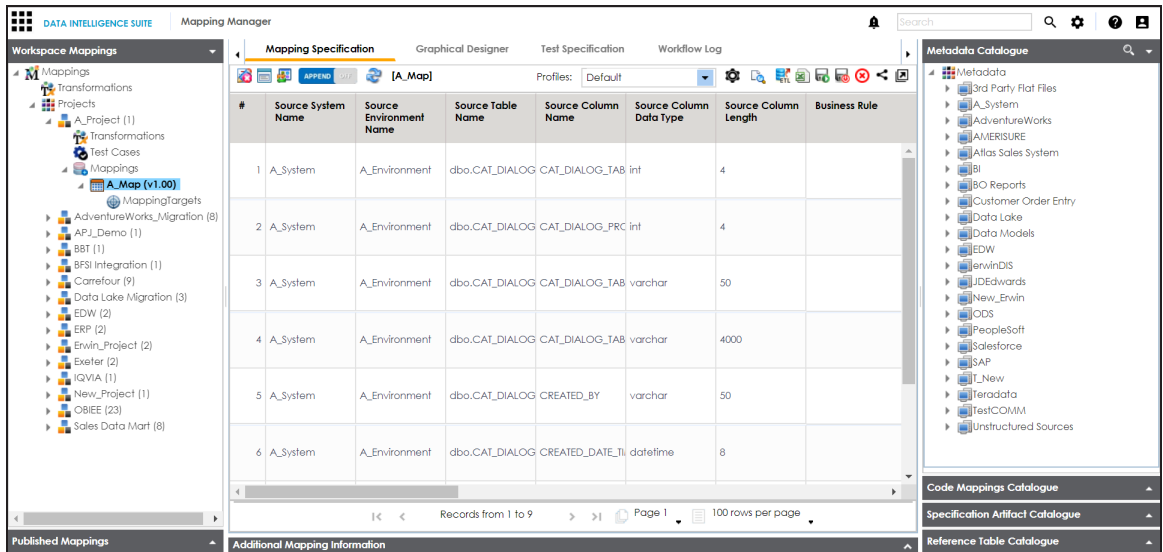 DATA INTELLIGENCE SUITE Mapping Manager Search
Workspace Mappings
Mappings
Transformations
Projects
A_Project (1)
Transformations
Test Cases
Mappings
A_Map (v1.00)
MappingTargets
AdventureWorks_Migration (8)
APJ_Demo (1)
BBT (1)
BFSI Integration (1)
Carrefour (9)
Data Lake Migration (3)
EDW (2)
ERP (2)
Erwin_Project (2)
Exeter (2)
IQVIA (1)
New_Project (1)
OBIEE (23)
Sales Data Mart (8)
Published Mappings
Mapping Specification Graphical Designer Test Specification Workflow Log
APPEND OFF [A_Map] Profiles: Default
# Source System Name Source Environment Name Source Table Name Source Column Name Source Column Data Type Source Column Length Business Rule
1 A_System A_Environment dbo.CAT_DIALOG CAT_DIALOG_TAB int 4
2 A_System A_Environment dbo.CAT_DIALOG CAT_DIALOG_PRO int 4
3 A_System A_Environment dbo.CAT_DIALOG CAT_DIALOG_TAB varchar 50
4 A_System A_Environment dbo.CAT_DIALOG CAT_DIALOG_TAB varchar 4000
5 A_System A_Environment dbo.CAT_DIALOG CREATED_BY varchar 50
6 A_System A_Environment dbo.CAT_DIALOG CREATED_DATE_TI datetime 8
Records from 1 to 9 Page 1 100 rows per page
Additional Mapping Information
Metadata Catalogue
Metadata
3rd Party Flat Files
A_System
AdventureWorks
AMERISURE
Atlas Sales System
BI
BO Reports
Customer Order Entry
Data Lake
Data Models
EDW
erwinDIS
JDEdwards
New_Erwin
ODS
PeopleSoft
Salesforce
SAP
T_New
Teradata
TestCOMM
Unstructured Sources
Code Mappings Catalogue
Specification Artifact Catalogue
Reference Table Catalogue